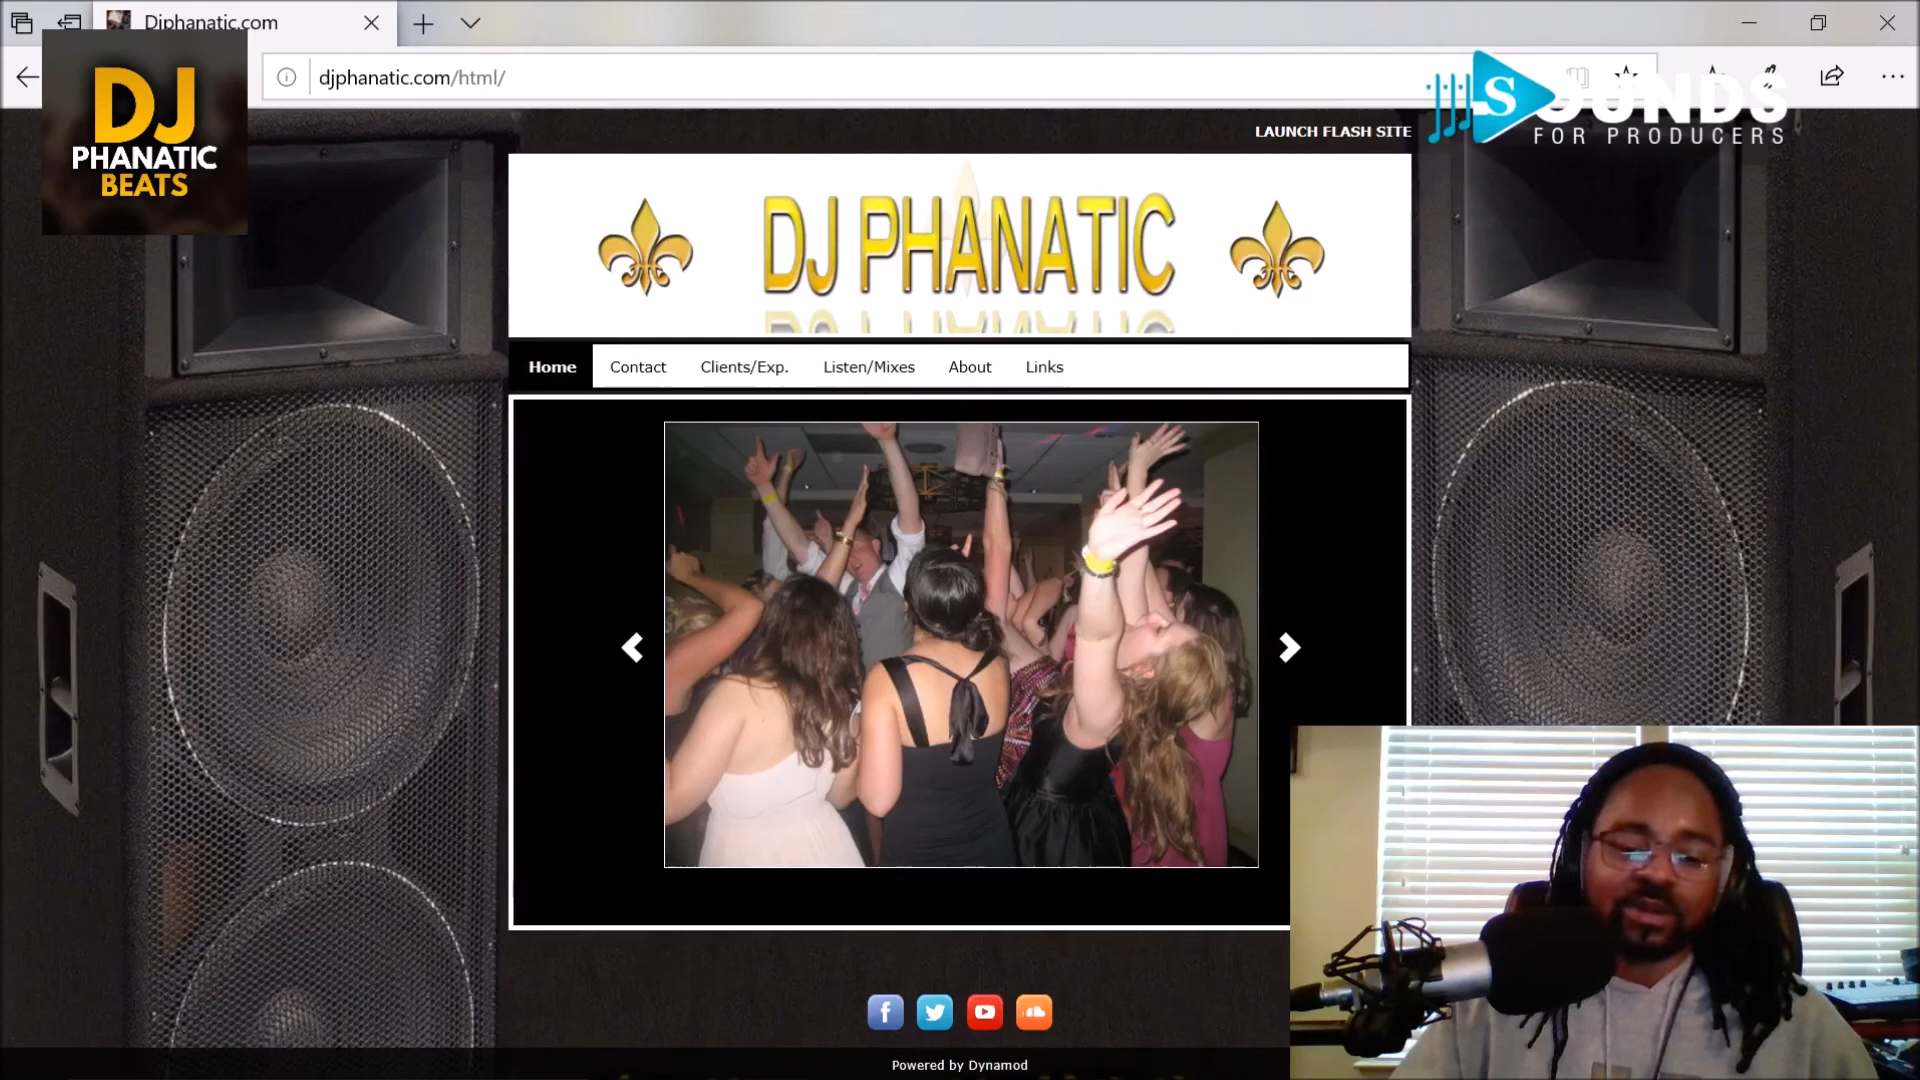 Djphanatic.com
djphanatic.com/html/
DJ
PHANATIC
BEATS
SOUNDS
FOR PRODUCERS
LAUNCH FLASH SITE
DJ PHANATIC
Home Contact Clients/Exp. Listen/Mixes About Links
Powered by Dynamod